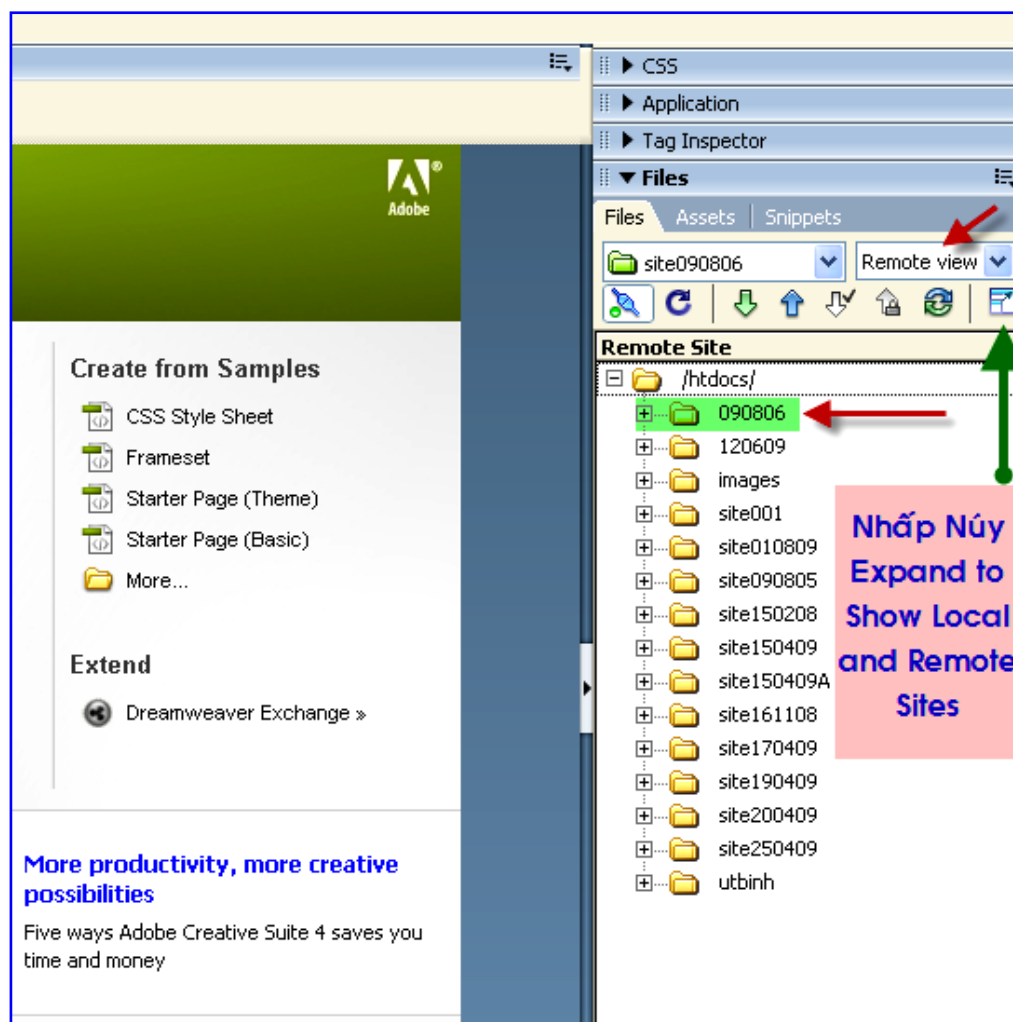 CSS
Application
Tag Inspector
Files
Files Assets Snippets
site090806 Remote view
Remote Site
/htdocs/
090806
120609
images
site001
site010809
site090805
site150208
site150409
site150409A
site161108
site170409
site190409
site200409
site250409
utbinh
Nhấp Núy
Expand to
Show Local
and Remote
Sites
Adobe
Create from Samples
CSS Style Sheet
Frameset
Starter Page (Theme)
Starter Page (Basic)
More...
Extend
Dreamweaver Exchange »
More productivity, more creative
possibilities
Five ways Adobe Creative Suite 4 saves you
time and money